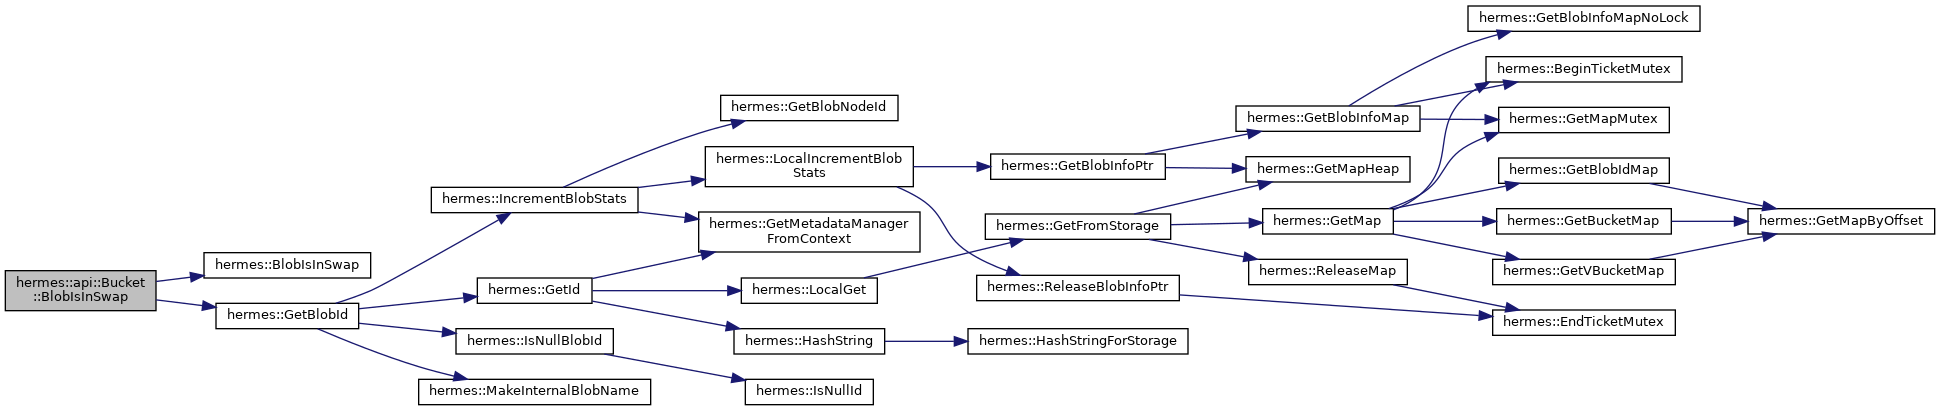 hermes::api::Bucket
::BlobIsInSwap
hermes::BlobIsInSwap
hermes::GetBlobId
hermes::IncrementBlobStats
hermes::GetId
hermes::IsNullBlobId
hermes::MakeInternalBlobName
hermes::GetBlobNodeId
hermes::LocalIncrementBlob
Stats
hermes::GetMetadataManager
FromContext
hermes::LocalGet
hermes::HashString
hermes::IsNullId
hermes::GetBlobInfoPtr
hermes::GetFromStorage
hermes::ReleaseBlobInfoPtr
hermes::HashStringForStorage
hermes::GetBlobInfoMap
hermes::GetMapHeap
hermes::GetMap
hermes::ReleaseMap
hermes::GetBlobInfoMapNoLock
hermes::BeginTicketMutex
hermes::GetMapMutex
hermes::GetBlobIdMap
hermes::GetBucketMap
hermes::GetVBucketMap
hermes::EndTicketMutex
hermes::GetMapByOffset